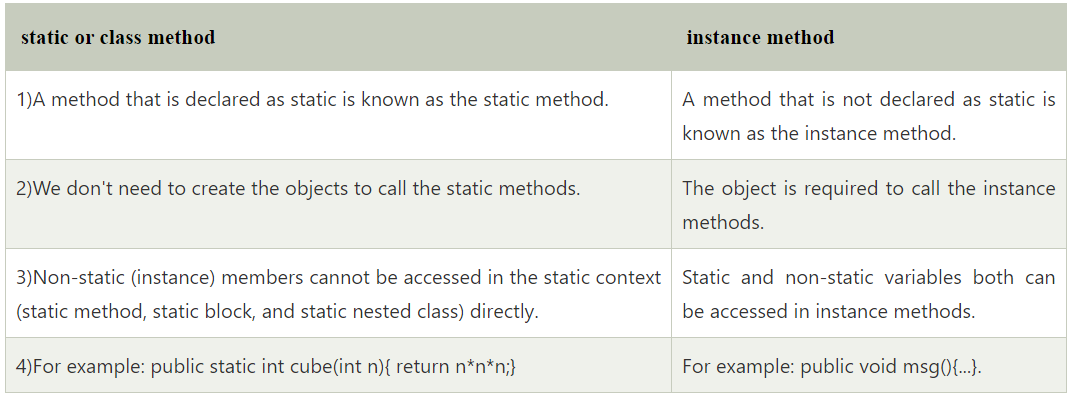 static or class method
instance method
1)A method that is declared as static is known as the static method.
A method that is not declared as static is
known as the instance method.
2)We don't need to create the objects to call the static methods.
The object is required to call the instance
methods.
3)Non-static (instance) members cannot be accessed in the static context
(static method, static block, and static nested class) directly.
Static and non-static variables both can
be accessed in instance methods.
4)For example: public static int cube(int n){ return n*n*n;}
For example: public void msg(){...}.